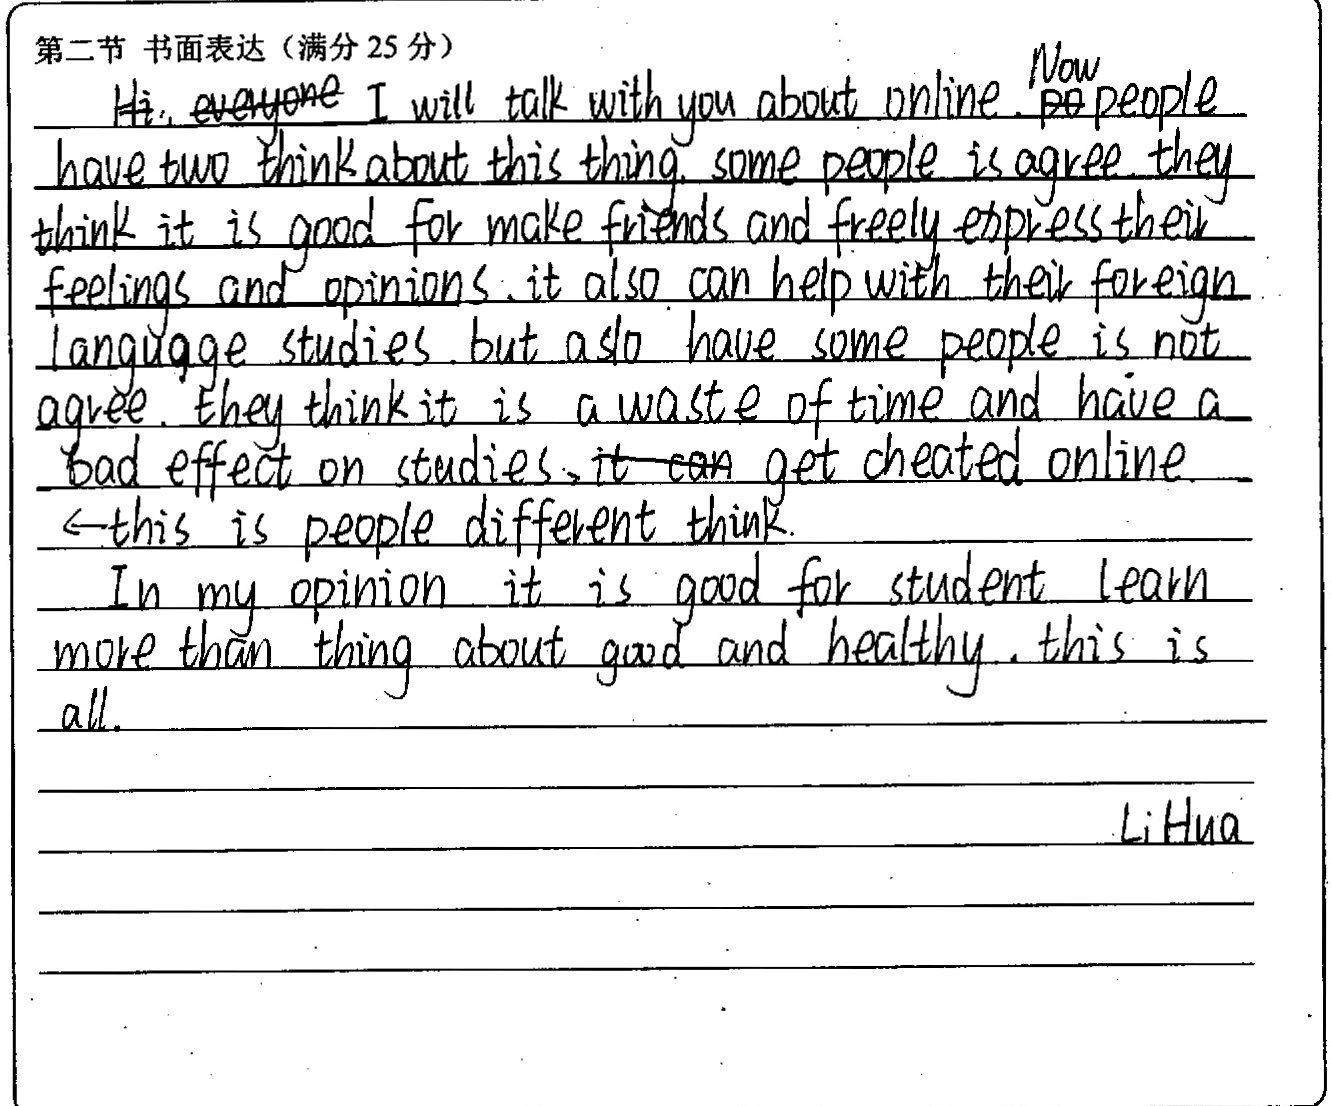 第二节 书面表达（满分 25 分）
Hi, everyone I will talk with you about online. Now people
have two think about this thing. some people is agree. they
think it is good for make friends and freely express their
feelings and opinions. it also can help with their foreign
language studies. but aslo have some people is not
agree. they think it is a waste of time and have a
bad effect on studies, it can get cheated online.
←this is people different think.
In my opinion it is good for student learn
more than thing about good and healthy. this is
all.
Li Hua